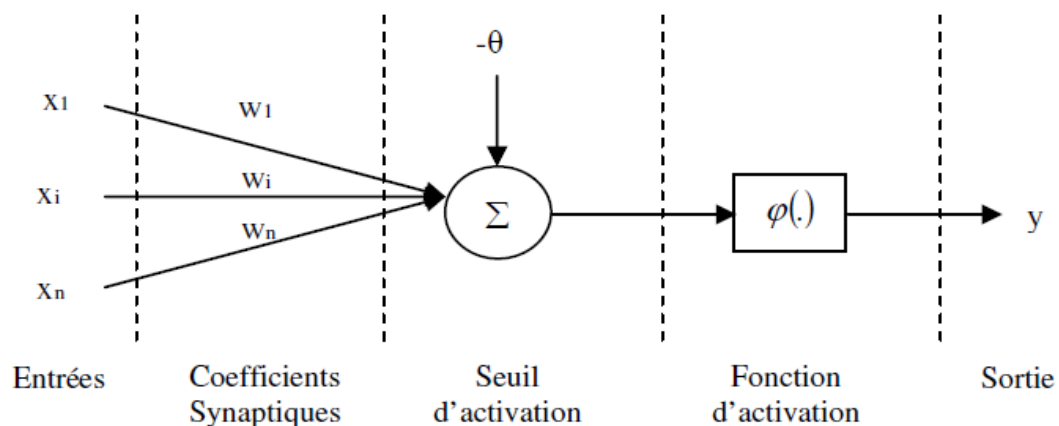 -θ
X1
W1
Xi
Wi
Σ
φ(.)
y
Wn
Xn
Entrées
Coefficients
Synaptiques
Seuil
d'activation
Fonction
d'activation
Sortie